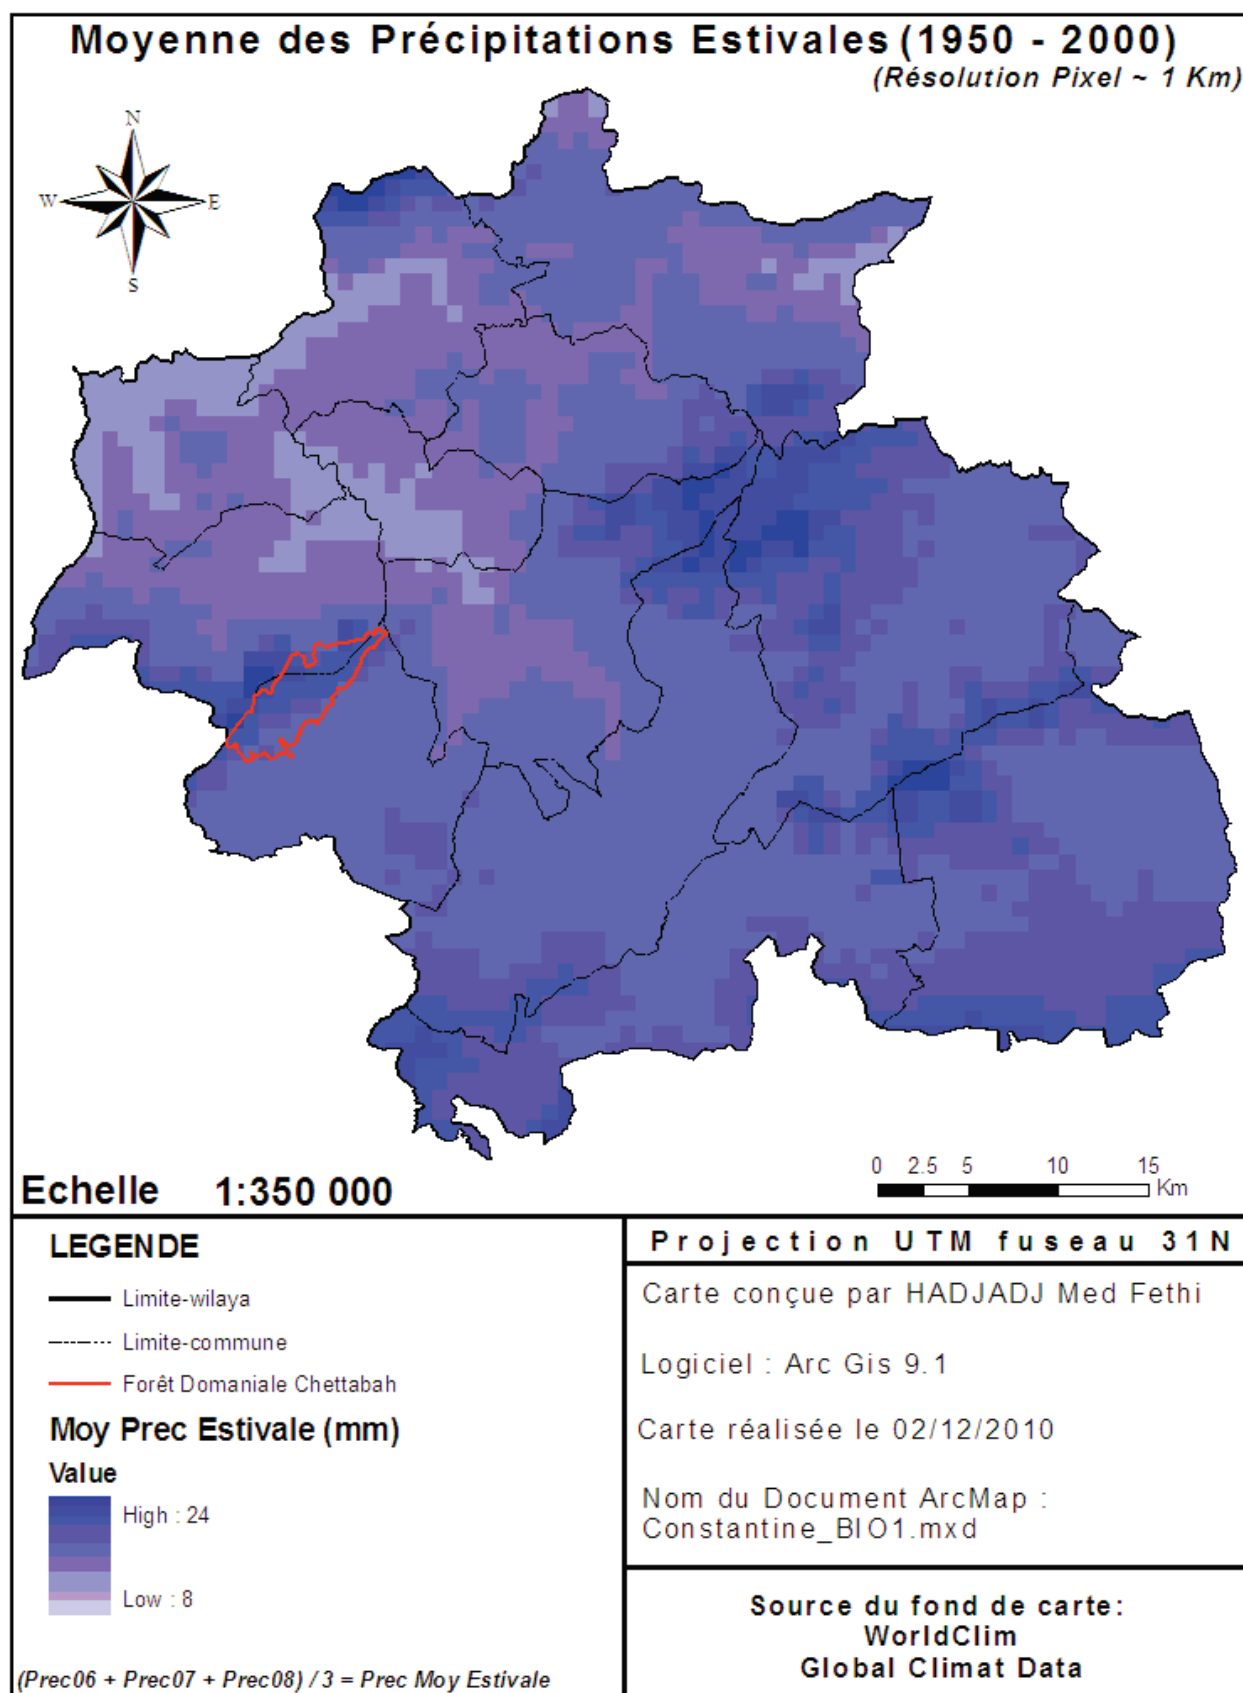 Moyenne des Précipitations Estivales (1950 - 2000)
(Résolution Pixel ~ 1 Km)
N
W
E
S
0 2.5 5 10 15
Km
Echelle 1:350 000
LEGENDE
Limite-wilaya
Limite-commune
Forêt Domaniale Chettabah
Moy Prec Estivale (mm)
Value
High : 24
Low : 8
(Prec06 + Prec07 + Prec08) / 3 = Prec Moy Estivale
Projection UTM fuseau 31N
Carte conçue par HADJADJ Med Fethi
Logiciel : Arc Gis 9.1
Carte réalisée le 02/12/2010
Nom du Document ArcMap :
Constantine_BIO1.mxd
Source du fond de carte:
WorldClim
Global Climat Data